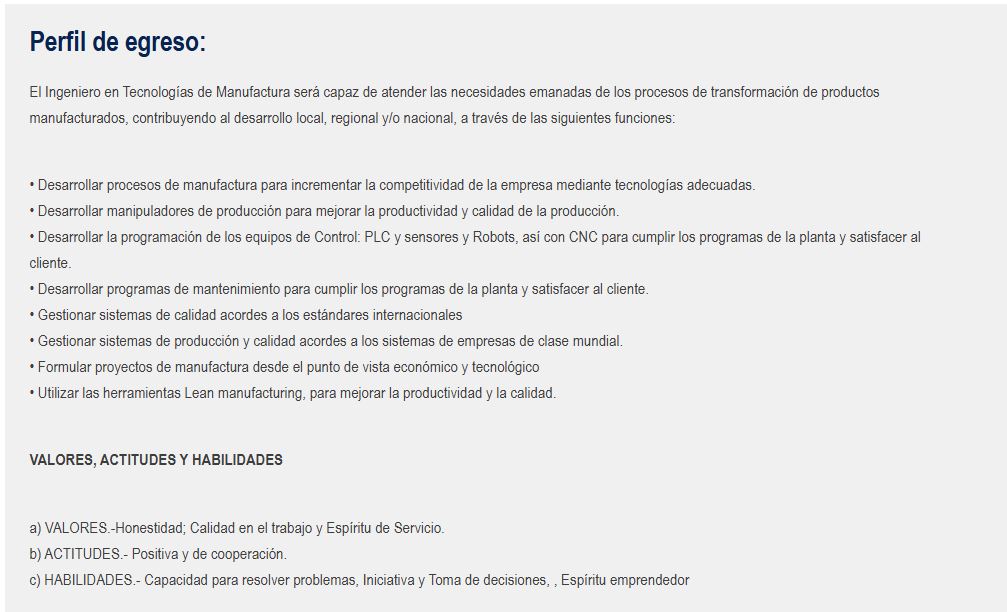 Perfil de egreso:
El Ingeniero en Tecnologías de Manufactura será capaz de atender las necesidades emanadas de los procesos de transformación de productos
manufacturados, contribuyendo al desarrollo local, regional y/o nacional, a través de las siguientes funciones:
• Desarrollar procesos de manufactura para incrementar la competitividad de la empresa mediante tecnologías adecuadas.
• Desarrollar manipuladores de producción para mejorar la productividad y calidad de la producción.
• Desarrollar la programación de los equipos de Control: PLC y sensores y Robots, así con CNC para cumplir los programas de la planta y satisfacer al
cliente.
• Desarrollar programas de mantenimiento para cumplir los programas de la planta y satisfacer al cliente.
• Gestionar sistemas de calidad acordes a los estándares internacionales
• Gestionar sistemas de producción y calidad acordes a los sistemas de empresas de clase mundial.
• Formular proyectos de manufactura desde el punto de vista económico y tecnológico
• Utilizar las herramientas Lean manufacturing, para mejorar la productividad y la calidad.
VALORES, ACTITUDES Y HABILIDADES
a) VALORES.-Honestidad; Calidad en el trabajo y Espíritu de Servicio.
b) ACTITUDES.- Positiva y de cooperación.
c) HABILIDADES.- Capacidad para resolver problemas, Iniciativa y Toma de decisiones, , Espíritu emprendedor